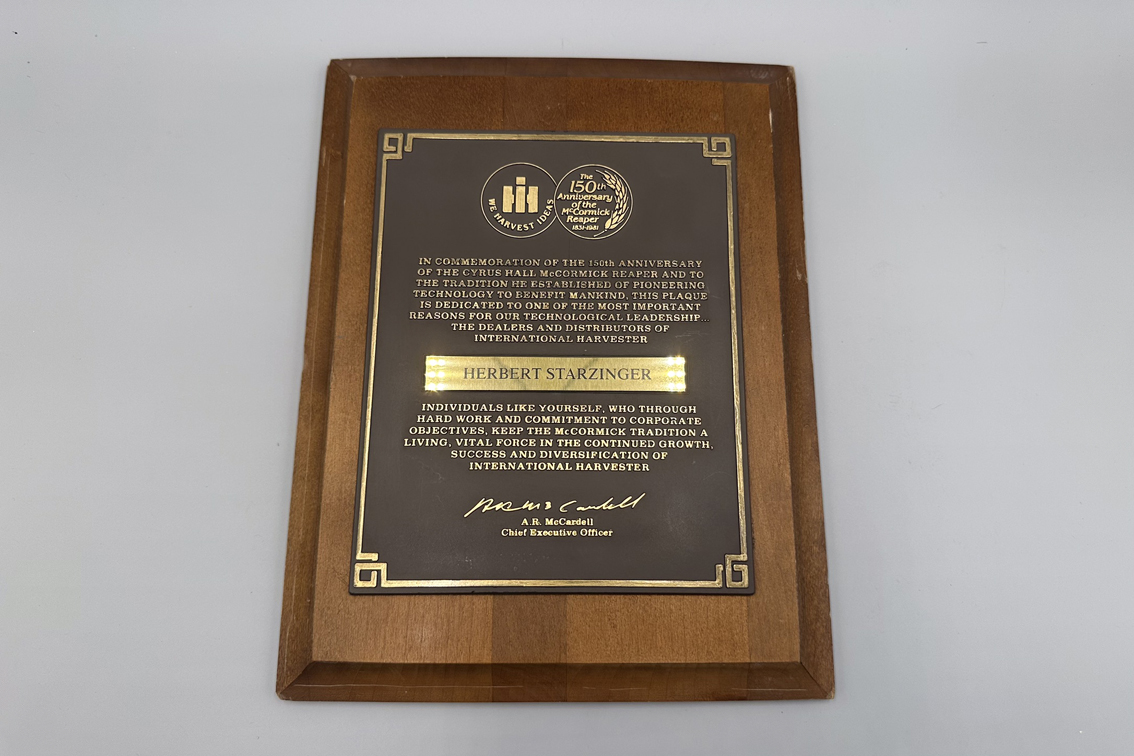 IH
WE HARVEST IDEAS
The
150th
Anniversary
of the
McCormick
Reaper
1831-1981
IN COMMEMORATION OF THE 150th ANNIVERSARY
OF THE CYRUS HALL McCORMICK REAPER AND TO
THE TRADITION HE ESTABLISHED OF PIONEERING
TECHNOLOGY TO BENEFIT MANKIND, THIS PLAQUE
IS DEDICATED TO ONE OF THE MOST IMPORTANT
REASONS FOR OUR TECHNOLOGICAL LEADERSHIP...
THE DEALERS AND DISTRIBUTORS OF
INTERNATIONAL HARVESTER
HERBERT STARZINGER
INDIVIDUALS LIKE YOURSELF, WHO THROUGH
HARD WORK AND COMMITMENT TO CORPORATE
OBJECTIVES, KEEP THE McCORMICK TRADITION A
LIVING, VITAL FORCE IN THE CONTINUED GROWTH,
SUCCESS AND DIVERSIFICATION OF
INTERNATIONAL HARVESTER
A.R. McCardell
A.R. McCardell
Chief Executive Officer